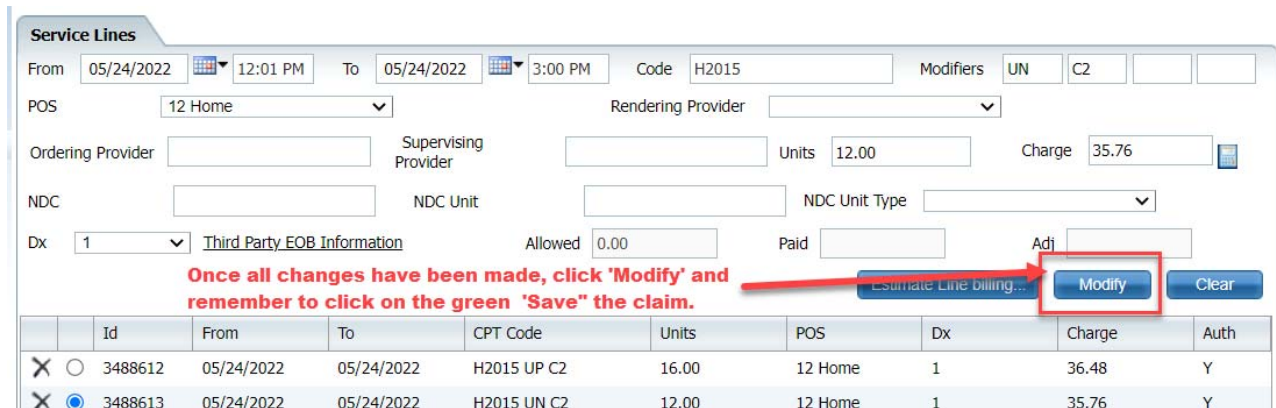 Service Lines
From 05/24/2022 12:01 PM To 05/24/2022 3:00 PM Code H2015 Modifiers UN C2
POS 12 Home Rendering Provider
Ordering Provider Supervising Provider Units 12.00 Charge 35.76
NDC NDC Unit NDC Unit Type
Dx 1 Third Party EOB Information Allowed 0.00 Paid Adj
Once all changes have been made, click 'Modify' and
remember to click on the green 'Save" the claim.
Estimate Line billing... Modify Clear
Id From To CPT Code Units POS Dx Charge Auth
3488612 05/24/2022 05/24/2022 H2015 UP C2 16.00 12 Home 1 36.48 Y
3488613 05/24/2022 05/24/2022 H2015 UN C2 12.00 12 Home 1 35.76 Y